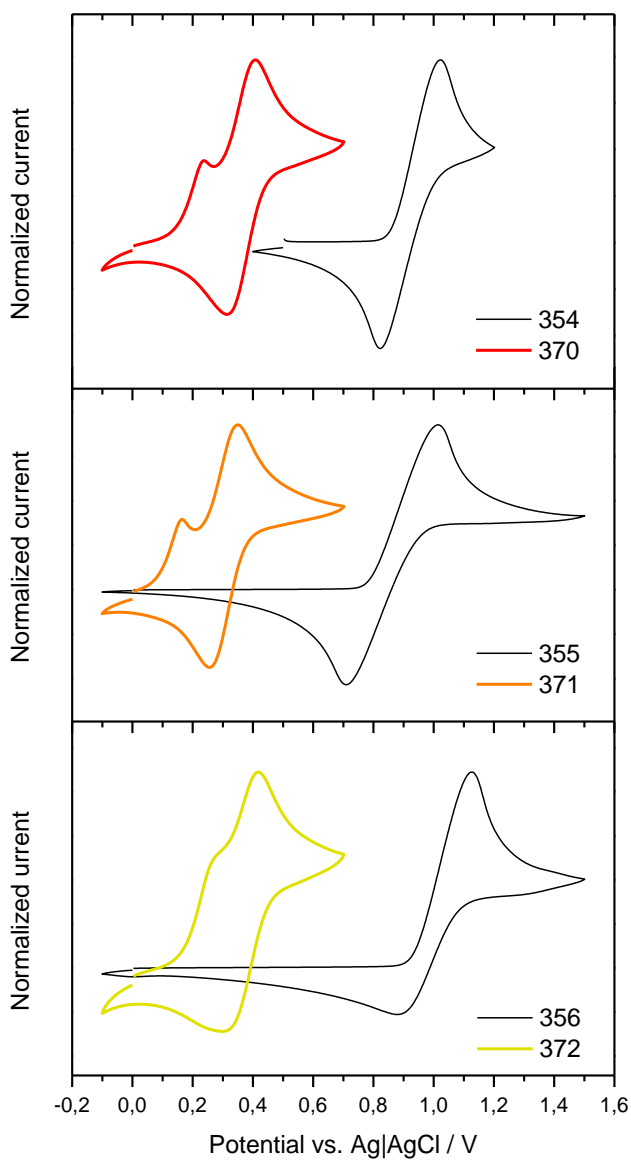 Normalized current
354
370
Normalized current
355
371
Normalized urrent
356
372
-0,2 0,0 0,2 0,4 0,6 0,8 1,0 1,2 1,4 1,6
Potential vs. Ag|AgCl / V